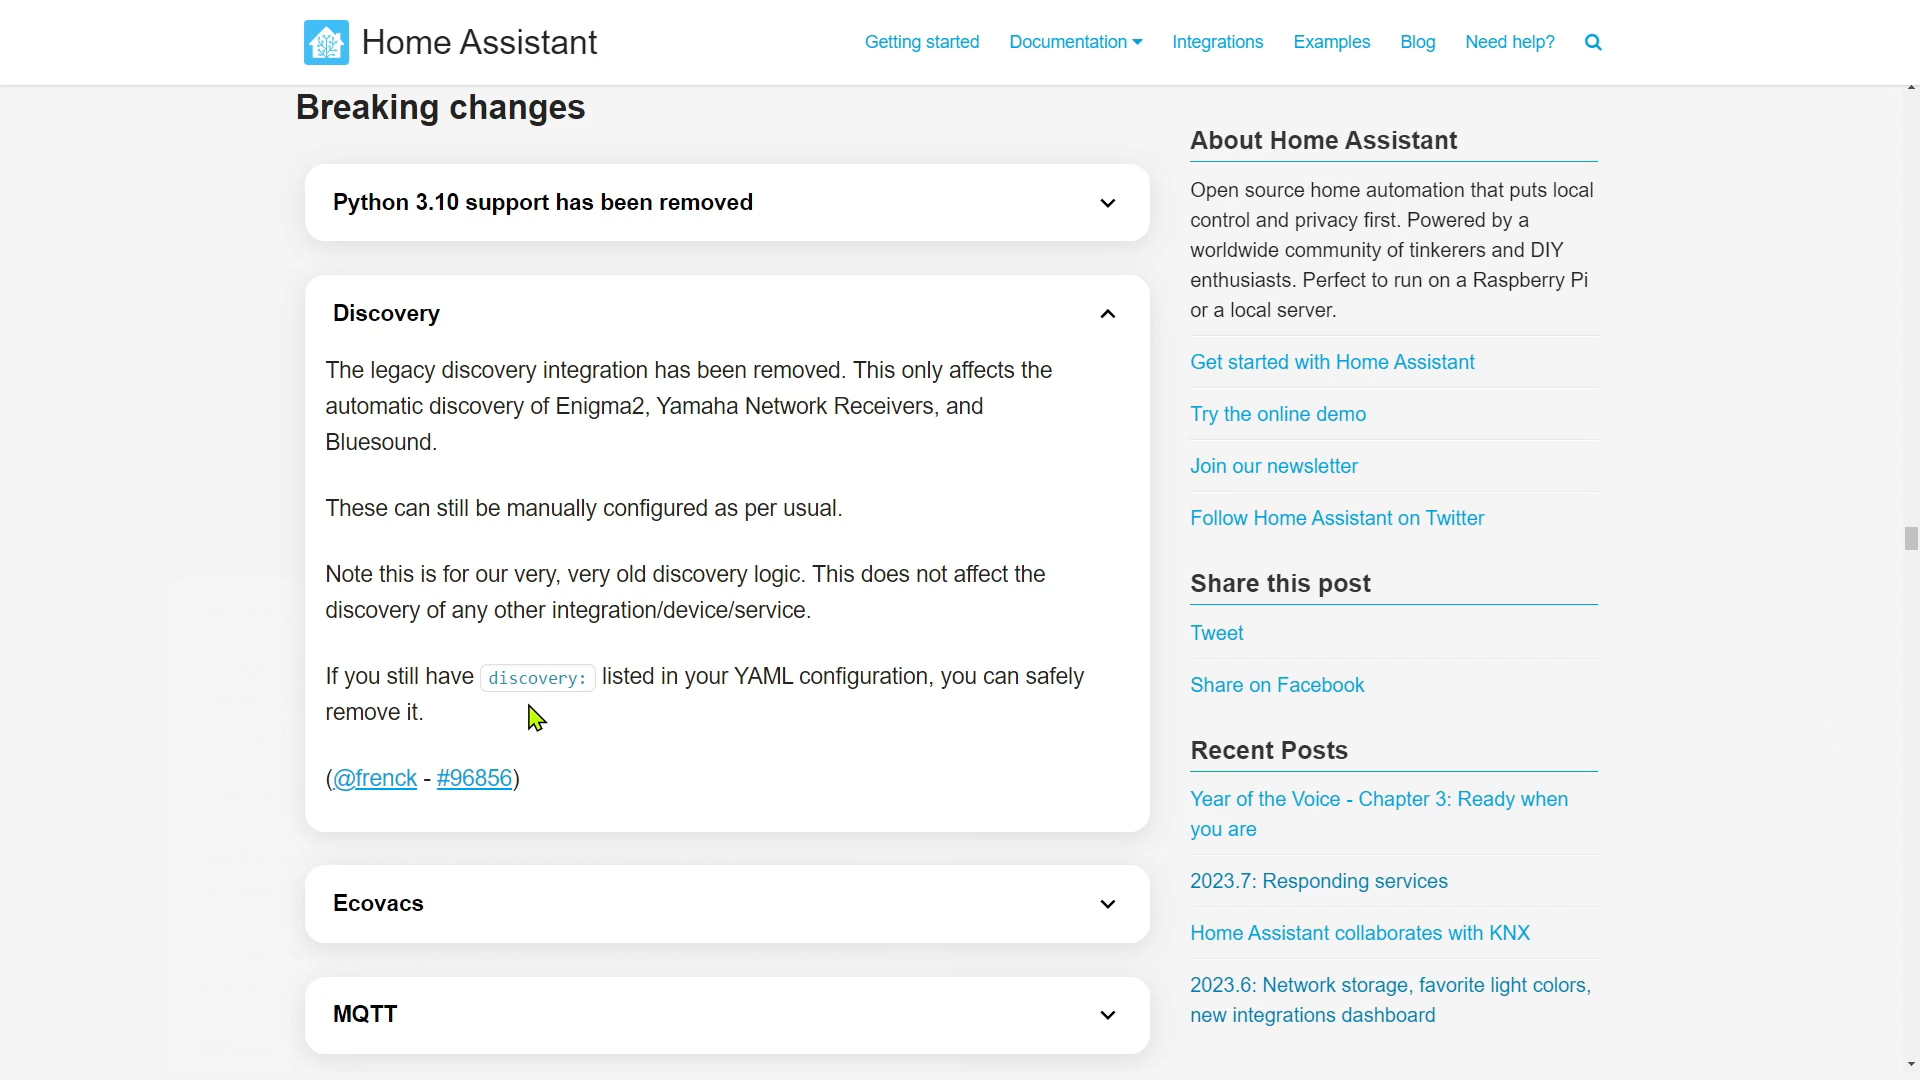 Home Assistant
Getting started
Documentation
Integrations
Examples
Blog
Need help?
Breaking changes
Python 3.10 support has been removed
Discovery
The legacy discovery integration has been removed. This only affects the
automatic discovery of Enigma2, Yamaha Network Receivers, and
Bluesound.
These can still be manually configured as per usual.
Note this is for our very, very old discovery logic. This does not affect the
discovery of any other integration/device/service.
If you still have discovery: listed in your YAML configuration, you can safely
remove it.
(@frenck - #96856)
Ecovacs
MQTT
About Home Assistant
Open source home automation that puts local
control and privacy first. Powered by a
worldwide community of tinkerers and DIY
enthusiasts. Perfect to run on a Raspberry Pi
or a local server.
Get started with Home Assistant
Try the online demo
Join our newsletter
Follow Home Assistant on Twitter
Share this post
Tweet
Share on Facebook
Recent Posts
Year of the Voice - Chapter 3: Ready when
you are
2023.7: Responding services
Home Assistant collaborates with KNX
2023.6: Network storage, favorite light colors,
new integrations dashboard